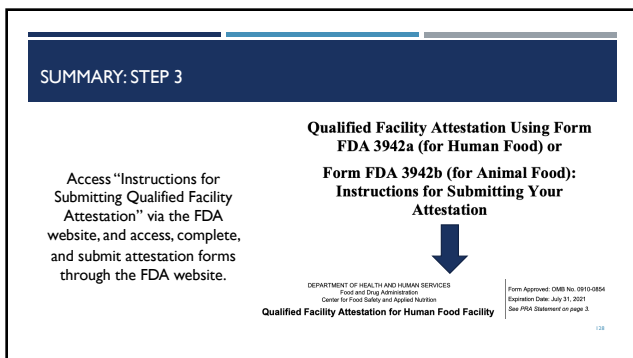 SUMMARY: STEP 3
Access “Instructions for
Submitting Qualified Facility
Attestation” via the FDA
website, and access, complete,
and submit attestation forms
through the FDA website.
Qualified Facility Attestation Using Form
FDA 3942a (for Human Food) or
Form FDA 3942b (for Animal Food):
Instructions for Submitting Your
Attestation
DEPARTMENT OF HEALTH AND HUMAN SERVICES
Food and Drug Administration
Center for Food Safety and Applied Nutrition
Qualified Facility Attestation for Human Food Facility
Form Approved: OMB No. 0910-0854
Expiration Date: July 31, 2021
See PRA Statement on page 3.
128